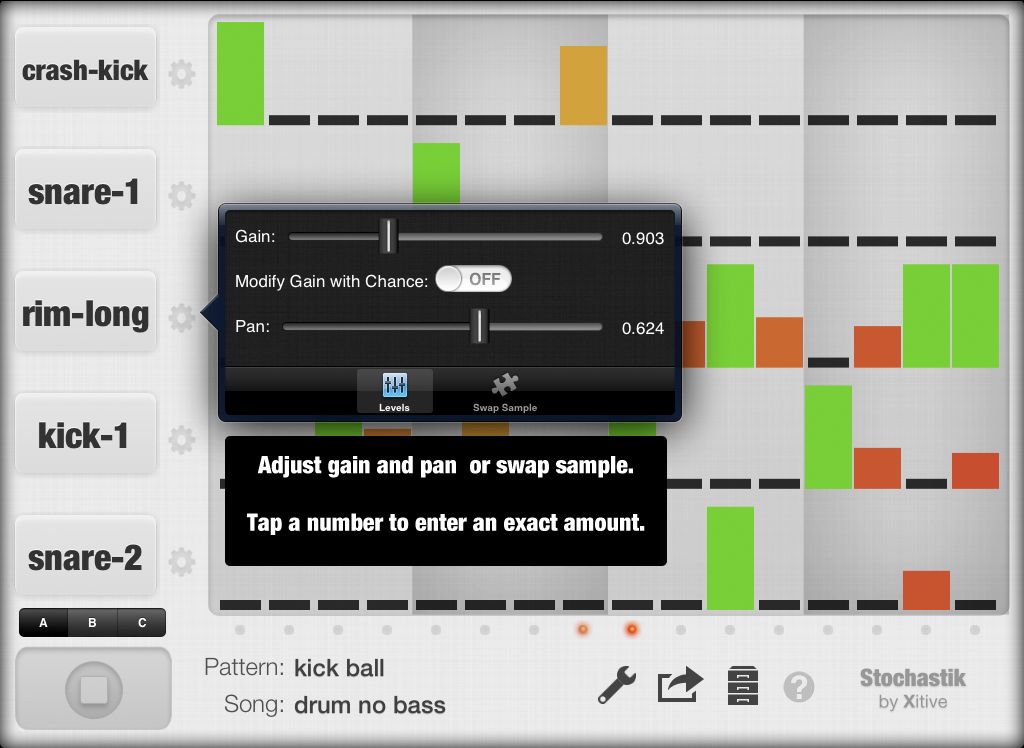 crash-kick
snare-1
rim-long
kick-1
snare-2
Gain: 0.903
Modify Gain with Chance: OFF
Pan: 0.624
Levels Swap Sample
Adjust gain and pan or swap sample.
Tap a number to enter an exact amount.
A B C
Pattern: kick ball
Song: drum no bass
?
Stochastik
by Xitive